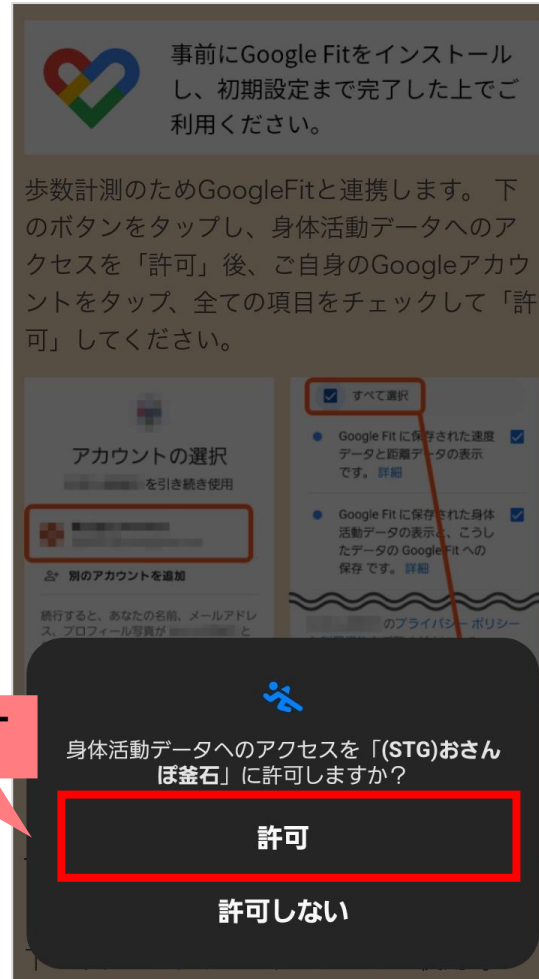 事前にGoogle Fitをインストール
し、初期設定まで完了した上でご
利用ください。
歩数計測のためGoogleFitと連携します。 下
のボタンをタップし、身体活動データへのア
クセスを「許可」後、ご自身のGoogleアカウ
ントをタップ、全ての項目をチェックして「許
可」してください。
アカウントの選択
を引き続き使用
別のアカウントを追加
続行すると、あなたの名前、メールアドレ
ス、プロフィール写真が と
すべて選択
Google Fit に保存された速度
データと距離データの表示
です。 詳細
Google Fit に保存された身体
活動データの表示と、こうし
たデータの Google Fit への
保存 です。 詳細
のプライバシー ポリシー
身体活動データへのアクセスを「(STG)おさん
ぽ釜石」に許可しますか？
許可
許可しない